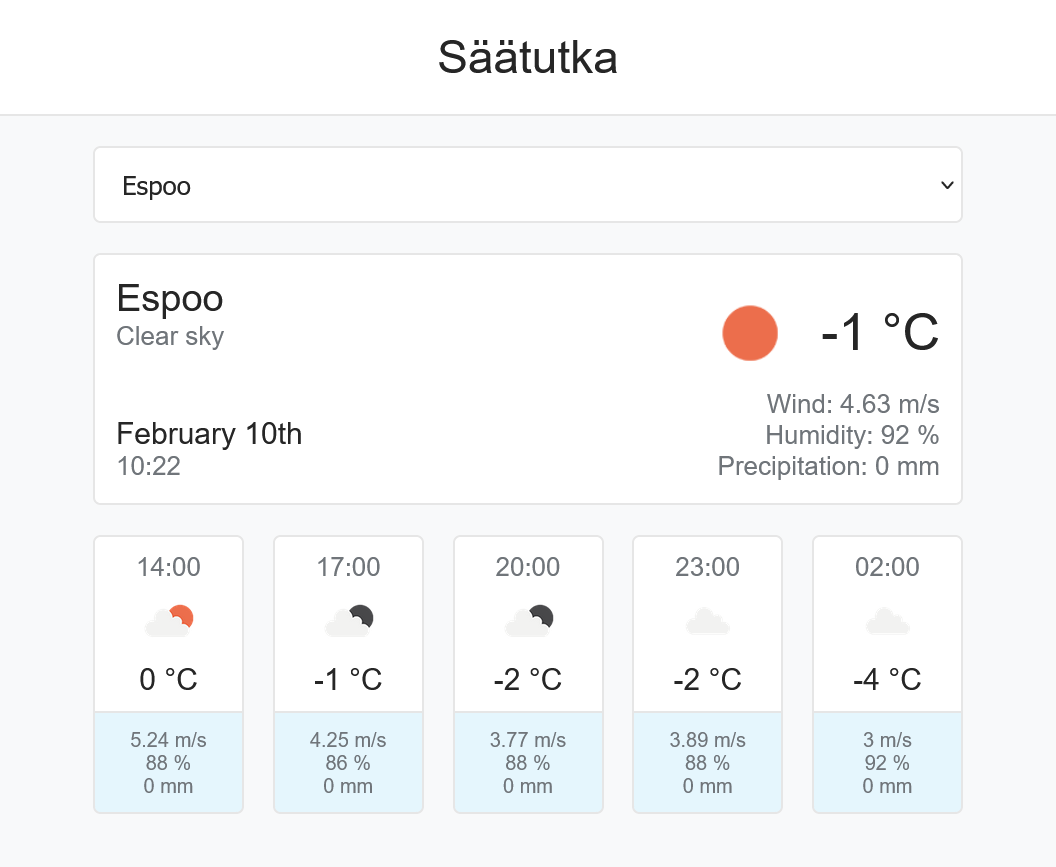 Säätutka
Espoo
Espoo
Clear sky
-1 °C
February 10th
10:22
Wind: 4.63 m/s
Humidity: 92 %
Precipitation: 0 mm
14:00
0 °C
5.24 m/s
88 %
0 mm
17:00
-1 °C
4.25 m/s
86 %
0 mm
20:00
-2 °C
3.77 m/s
88 %
0 mm
23:00
-2 °C
3.89 m/s
88 %
0 mm
02:00
-4 °C
3 m/s
92 %
0 mm